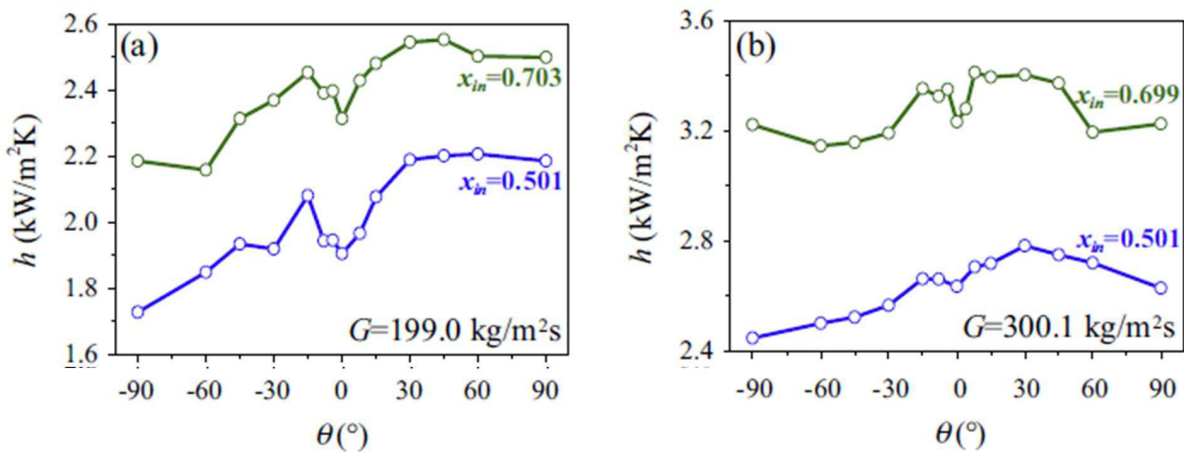 (a)
2.6
2.4
2.2
2.0
1.8
1.6
h (kW/m²K)
x_in=0.703
x_in=0.501
G=199.0 kg/m²s
-90 -60 -30 0 30 60 90
θ (°)
(b)
3.6
3.2
2.8
2.4
h (kW/m²K)
x_in=0.699
x_in=0.501
G=300.1 kg/m²s
-90 -60 -30 0 30 60 90
θ (°)